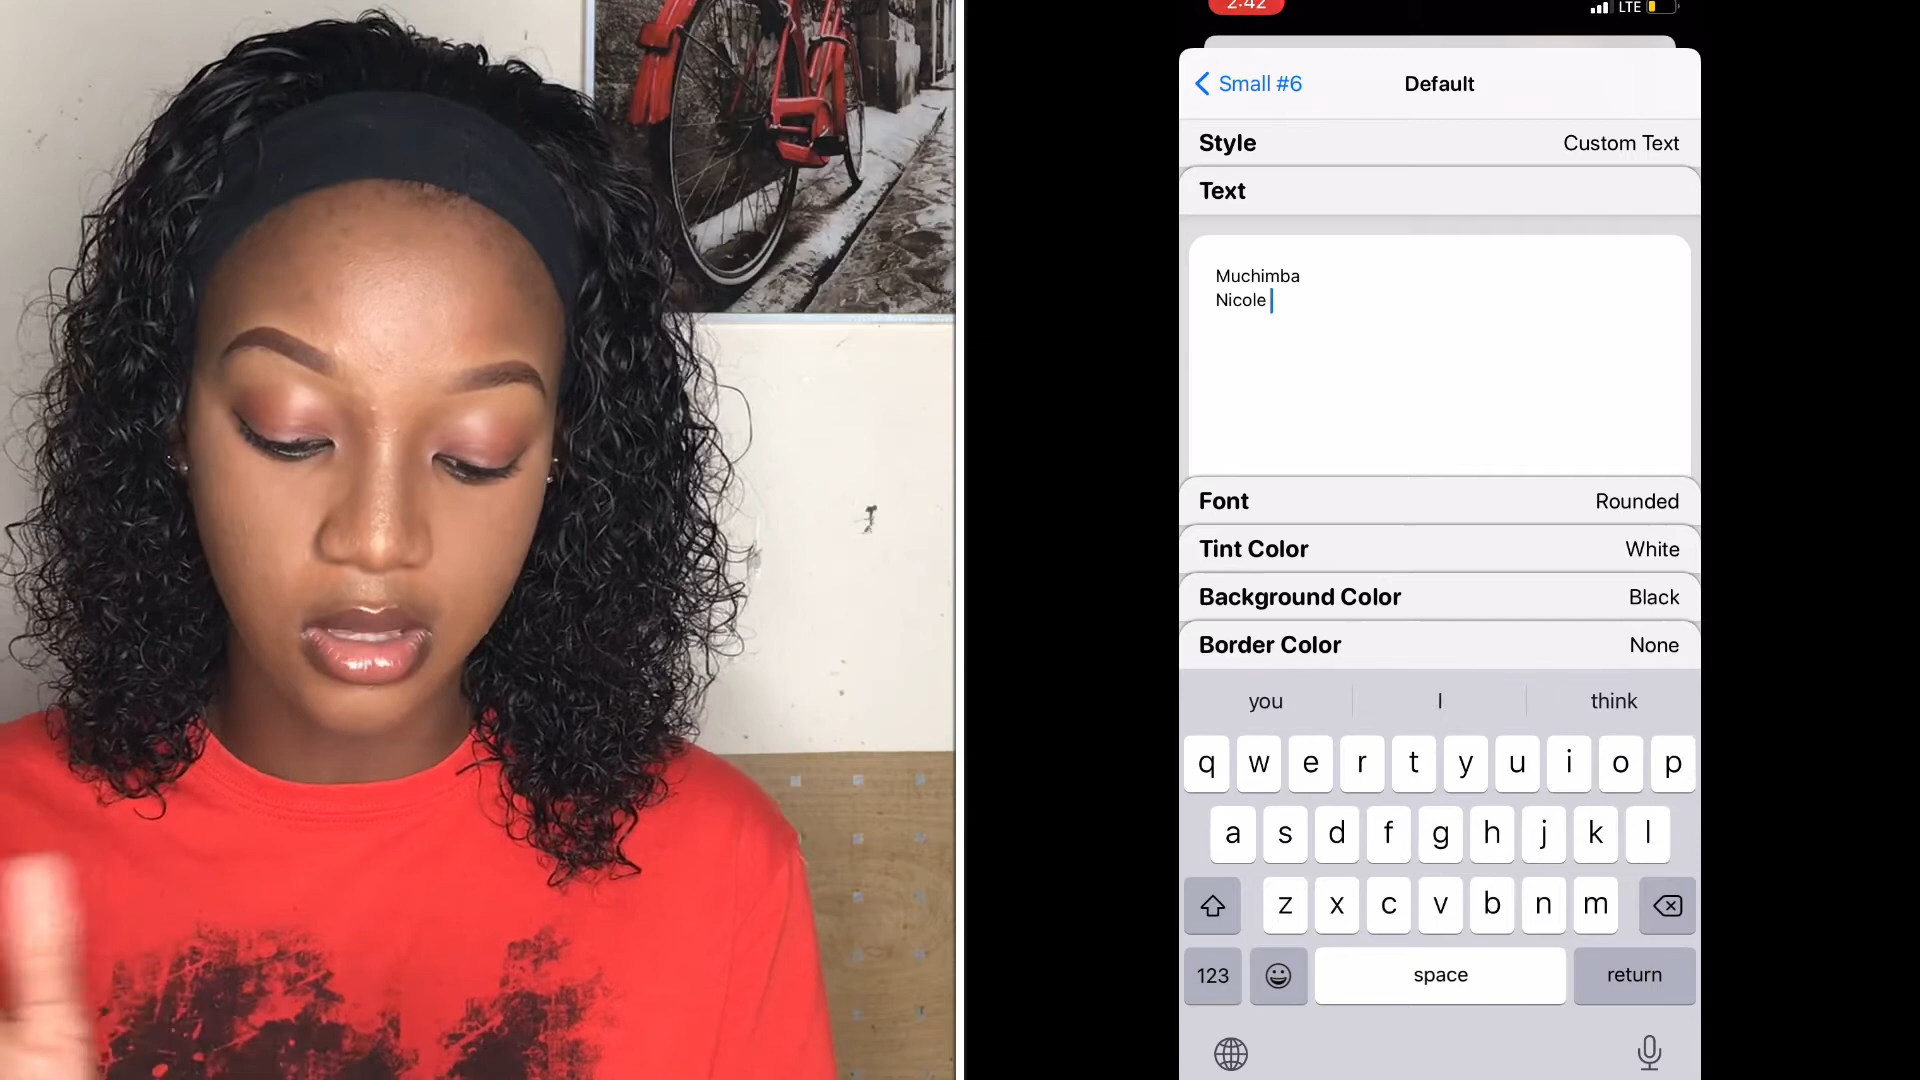 2:42
LTE
Small #6
Default
Style
Custom Text
Text
Muchimba
Nicole
Font
Rounded
Tint Color
White
Background Color
Black
Border Color
None
you
I
think
q w e r t y u i o p
a s d f g h j k l
z x c v b n m
123
space
return